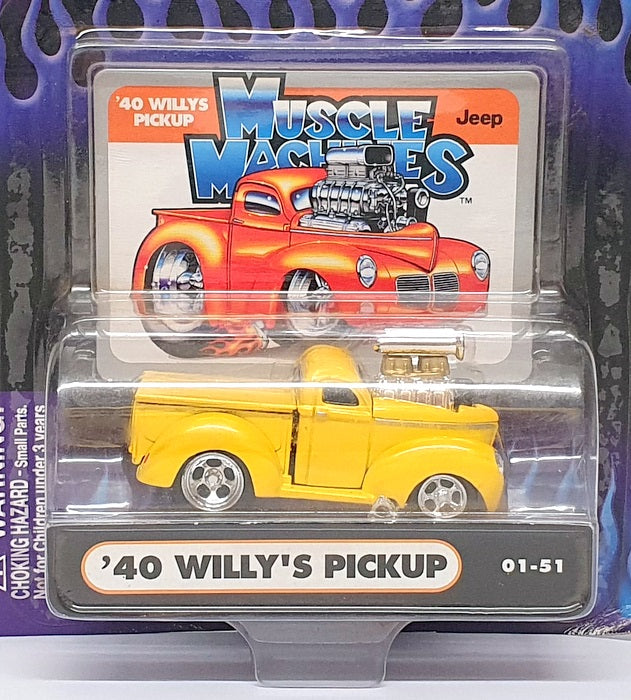 '40 WILLYS
PICKUP
MUSCLE
MACHINES
Jeep
TM
WARNING:
CHOKING HAZARD - Small Parts.
Not for Children under 3 years
'40 WILLY'S PICKUP
01-51